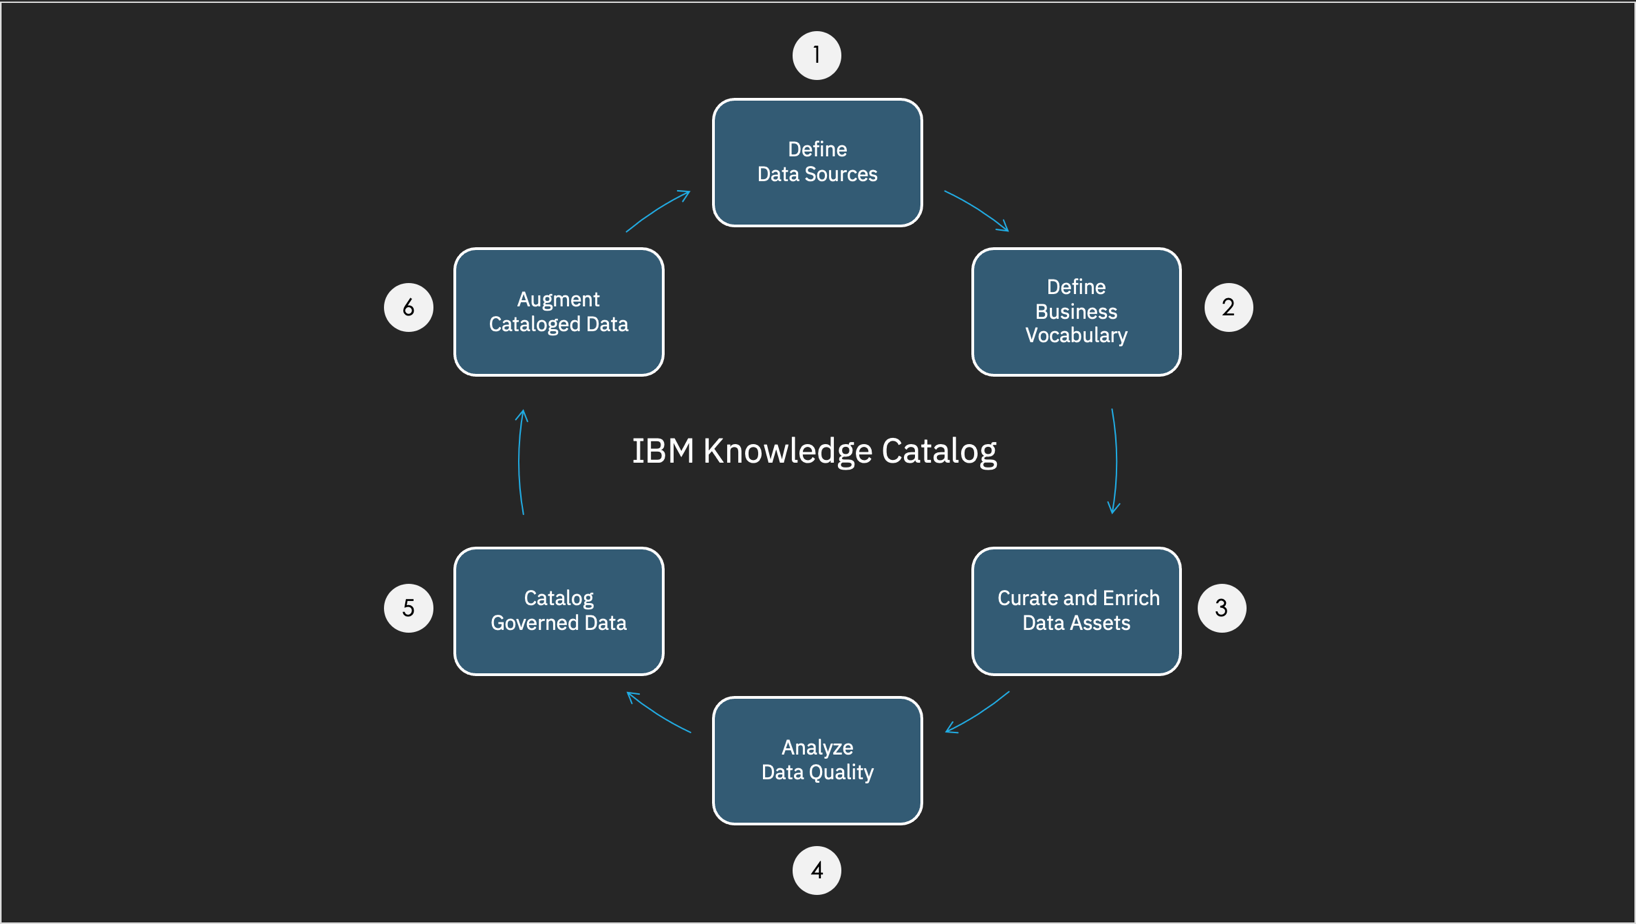 1
Define
Data Sources
Define
Business
Vocabulary
2
Curate and Enrich
Data Assets
3
Analyze
Data Quality
4
Catalog
Governed Data
5
Augment
Cataloged Data
6
IBM Knowledge Catalog